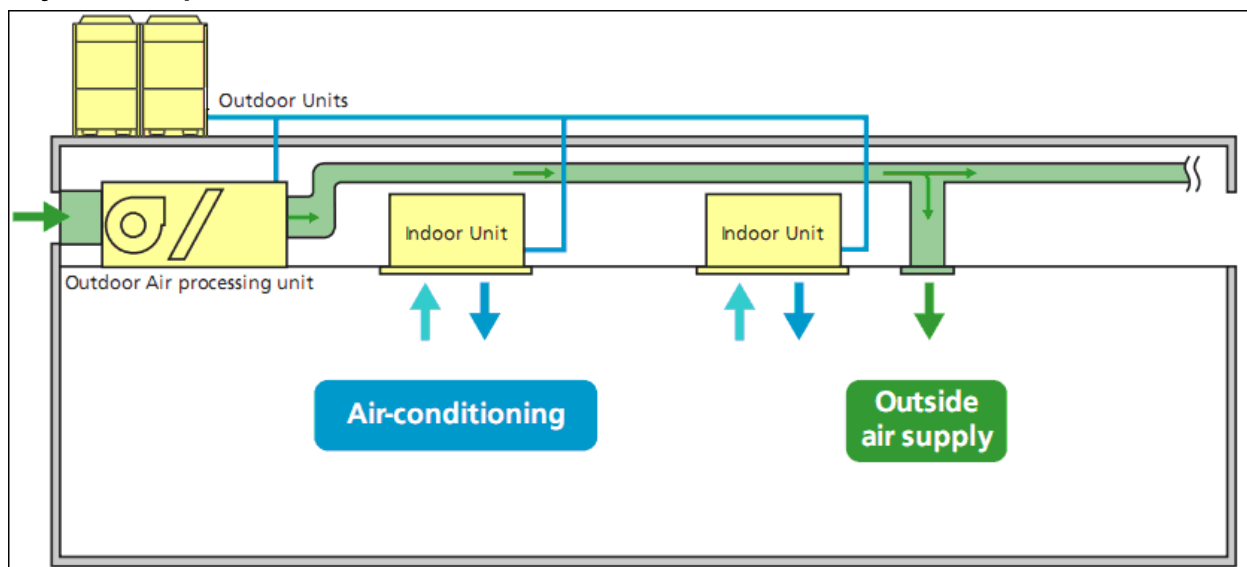 Outdoor Units
Indoor Unit
Indoor Unit
Outdoor Air processing unit
Air-conditioning
Outside
air supply